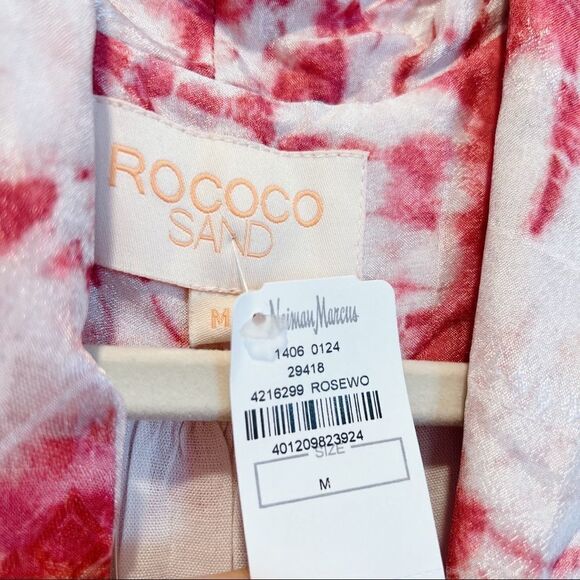 ROCOCO
SAND
M
Neiman Marcus
1406 0124
29418
4216299 ROSEWO
401209823924
SIZE
M